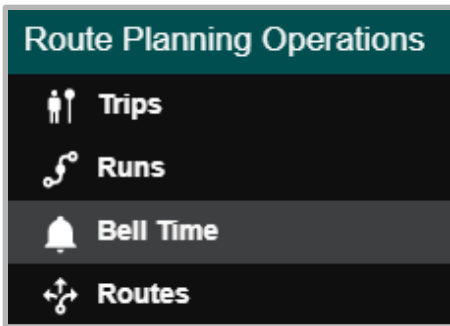 Route Planning Operations
Trips
Runs
Bell Time
Routes